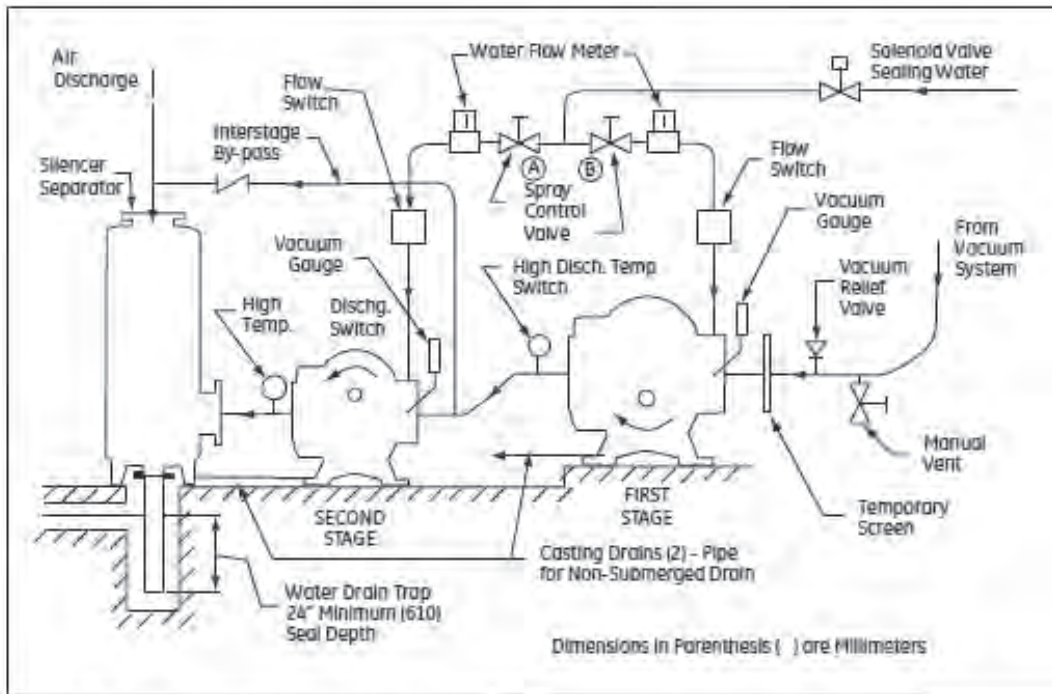 Air
Discharge
Silencer
Separator
Interstage
By-pass
Flow
Switch
Water Flow Meter
Solenoid Valve
Sealing Water
A
B
Spray
Control
Valve
Flow
Switch
Vacuum
Gauge
From
Vacuum
System
Vacuum
Relief
Valve
Vacuum
Gauge
High Disch. Temp
Switch
High
Temp.
Dischg.
Switch
Manual
Vent
Temporary
Screen
FIRST
STAGE
SECOND
STAGE
Casting Drains (2) - Pipe
for Non-Submerged Drain
Water Drain Trap
24" Minimum (610)
Seal Depth
Dimensions in Parenthesis ( ) are Millimeters